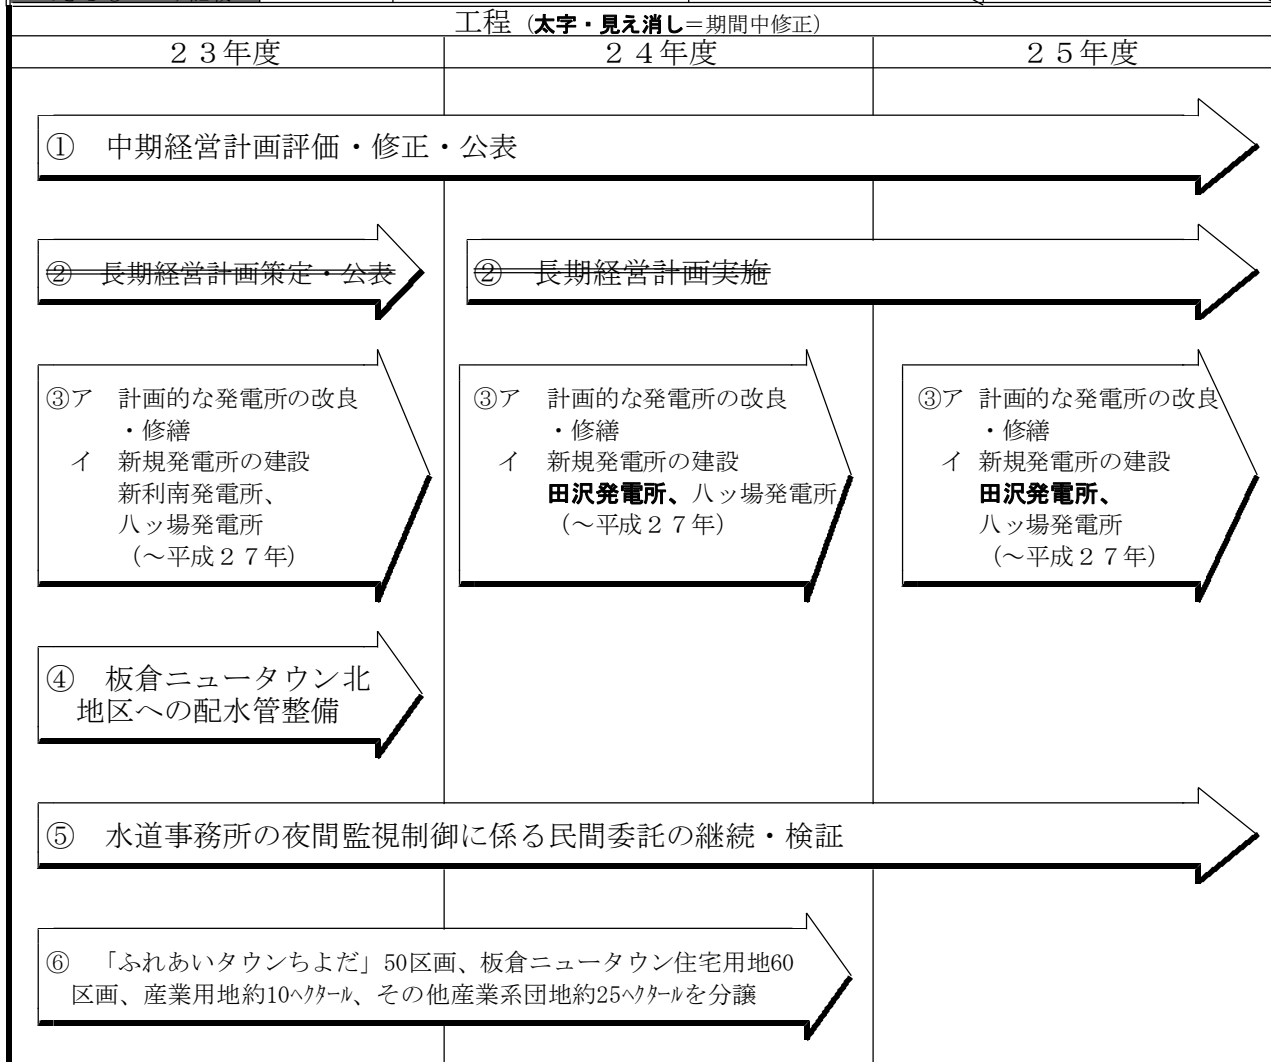 工程（太字・見え消し＝期間中修正）
２３年度
２４年度
２５年度
①　中期経営計画評価・修正・公表
②　長期経営計画策定・公表
②　長期経営計画実施
③ア　計画的な発電所の改良
・修繕
イ　新規発電所の建設
新利南発電所、
八ッ場発電所
（～平成２７年）
③ア　計画的な発電所の改良
・修繕
イ　新規発電所の建設
田沢発電所、八ッ場発電所
（～平成２７年）
③ア　計画的な発電所の改良
・修繕
イ　新規発電所の建設
田沢発電所、
八ッ場発電所
（～平成２７年）
④　板倉ニュータウン北
地区への配水管整備
⑤　水道事務所の夜間監視制御に係る民間委託の継続・検証
⑥　「ふれあいタウンちよだ」50区画、板倉ニュータウン住宅用地60
区画、産業用地約10ﾍｸﾀｰﾙ、その他産業系団地約25ﾍｸﾀｰﾙを分譲